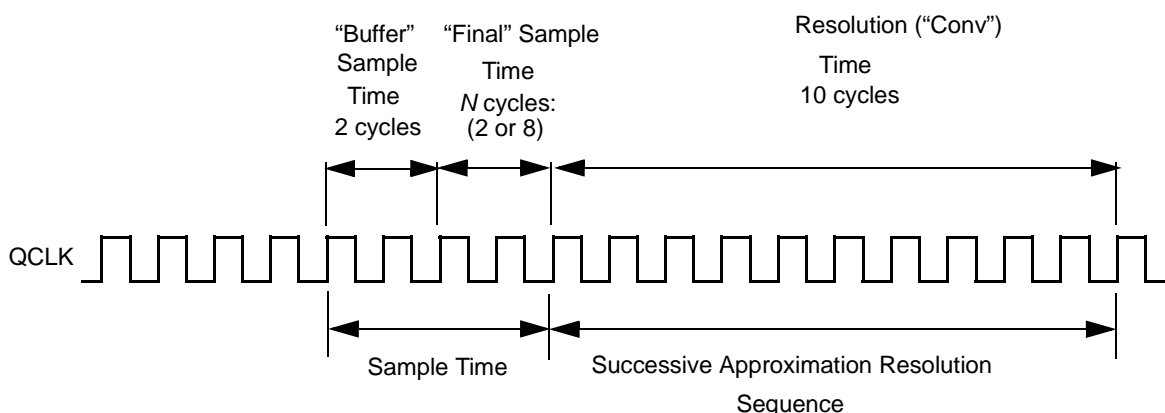 “Buffer”
Sample
Time
2 cycles
“Final” Sample
Time
N cycles:
(2 or 8)
Resolution (“Conv”)
Time
10 cycles
QCLK
Sample Time
Successive Approximation Resolution
Sequence